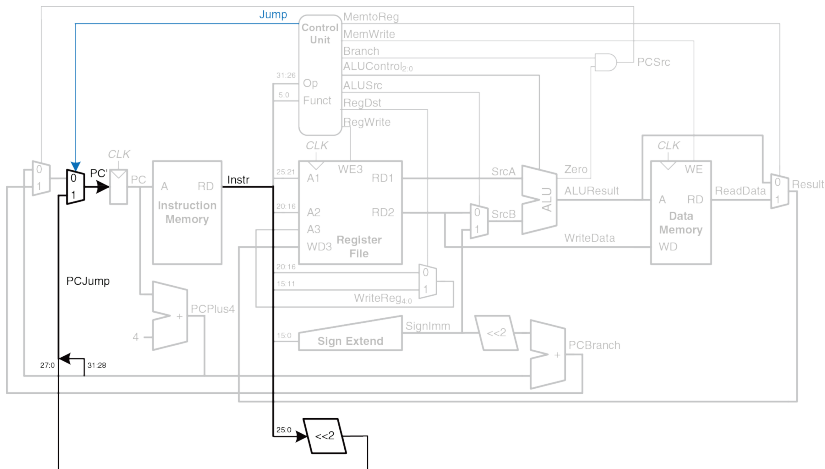 Jump
MemtoReg
Control
Unit
MemWrite
Branch
PCSrc
ALUControl2:0
31:26
Op
ALUSrc
5:0
Funct
RegDst
RegWrite
CLK
CLK
CLK
0
1
0
1
PC'
PC
A
RD
Instr
25:21
A1
WE3
RD1
SrcA
Zero
WE
Instruction
Memory
20:16
A2
RD2
0
1
SrcB
ALU
ALUResult
A
RD
ReadData
0
1
Result
A3
Data
Memory
WD3
Register
File
WriteData
WD
20:16
0
15:11
1
PCJump
WriteReg4:0
PCPlus4
+
4
SignImm
15:0
Sign Extend
<<2
PCBranch
+
27:0
31:28
25:0
<<2